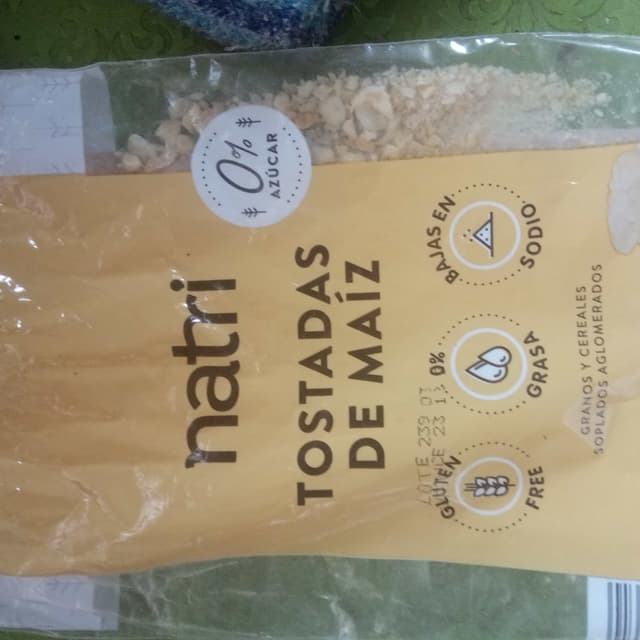 0%
AZÚCAR
natri
TOSTADAS
DE MAÍZ
GLUTEN
FREE
0%
GRASA
BAJAS EN
SODIO
GRANOS Y CEREALES
SOPLADOS AGLOMERADOS